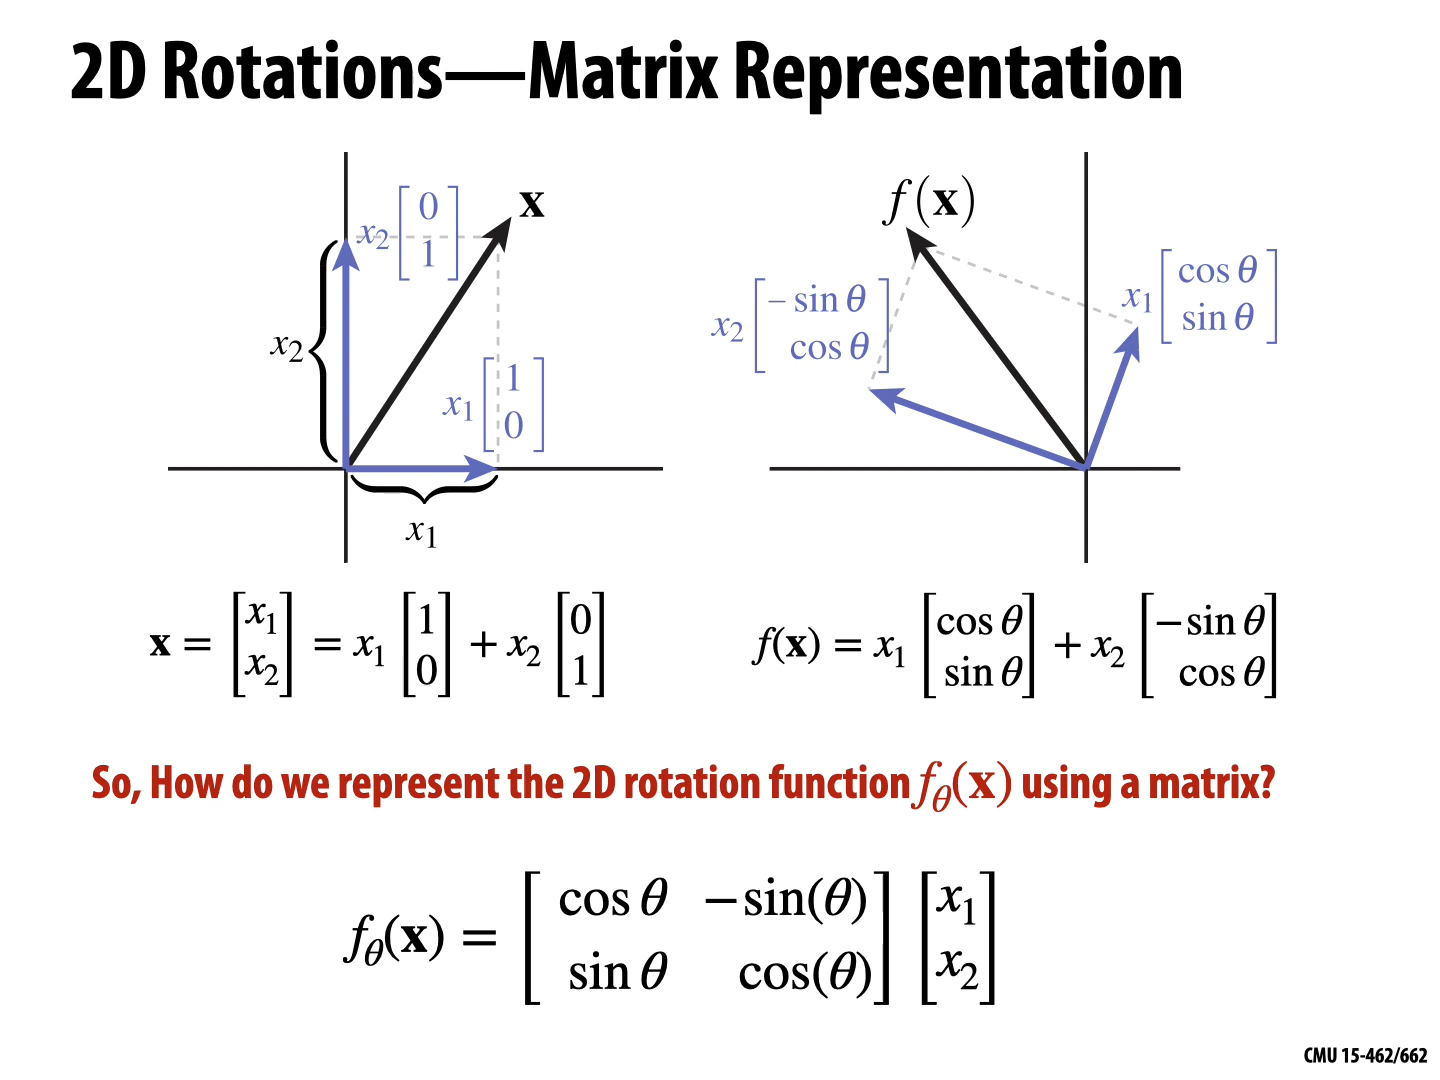 2D Rotations—Matrix Representation
x₂ [0 1]
x
x₂
x₁ [1 0]
x₁
f(x)
x₁ [cos θ sin θ]
x₂ [− sin θ cos θ]
x = [x₁ x₂] = x₁ [1 0] + x₂ [0 1]
f(x) = x₁ [cos θ sin θ] + x₂ [−sin θ cos θ]
So, How do we represent the 2D rotation function f_θ(x) using a matrix?
f_θ(x) = [cos θ −sin(θ) sin θ cos(θ)] [x₁ x₂]
CMU 15-462/662